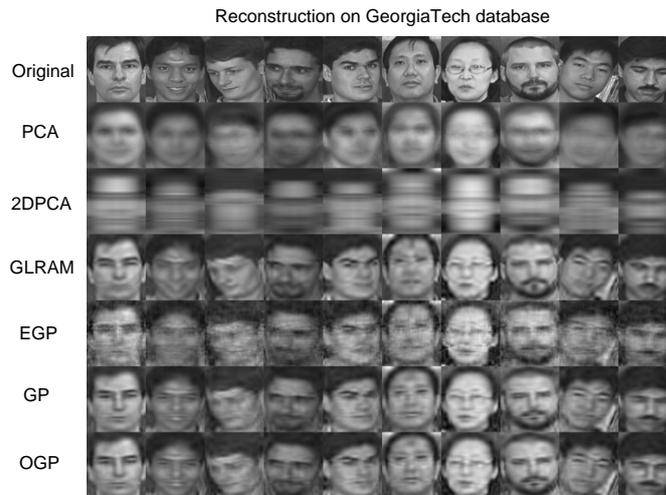 Reconstruction on GeorgiaTech database
Original
PCA
2DPCA
GLRAM
EGP
GP
OGP